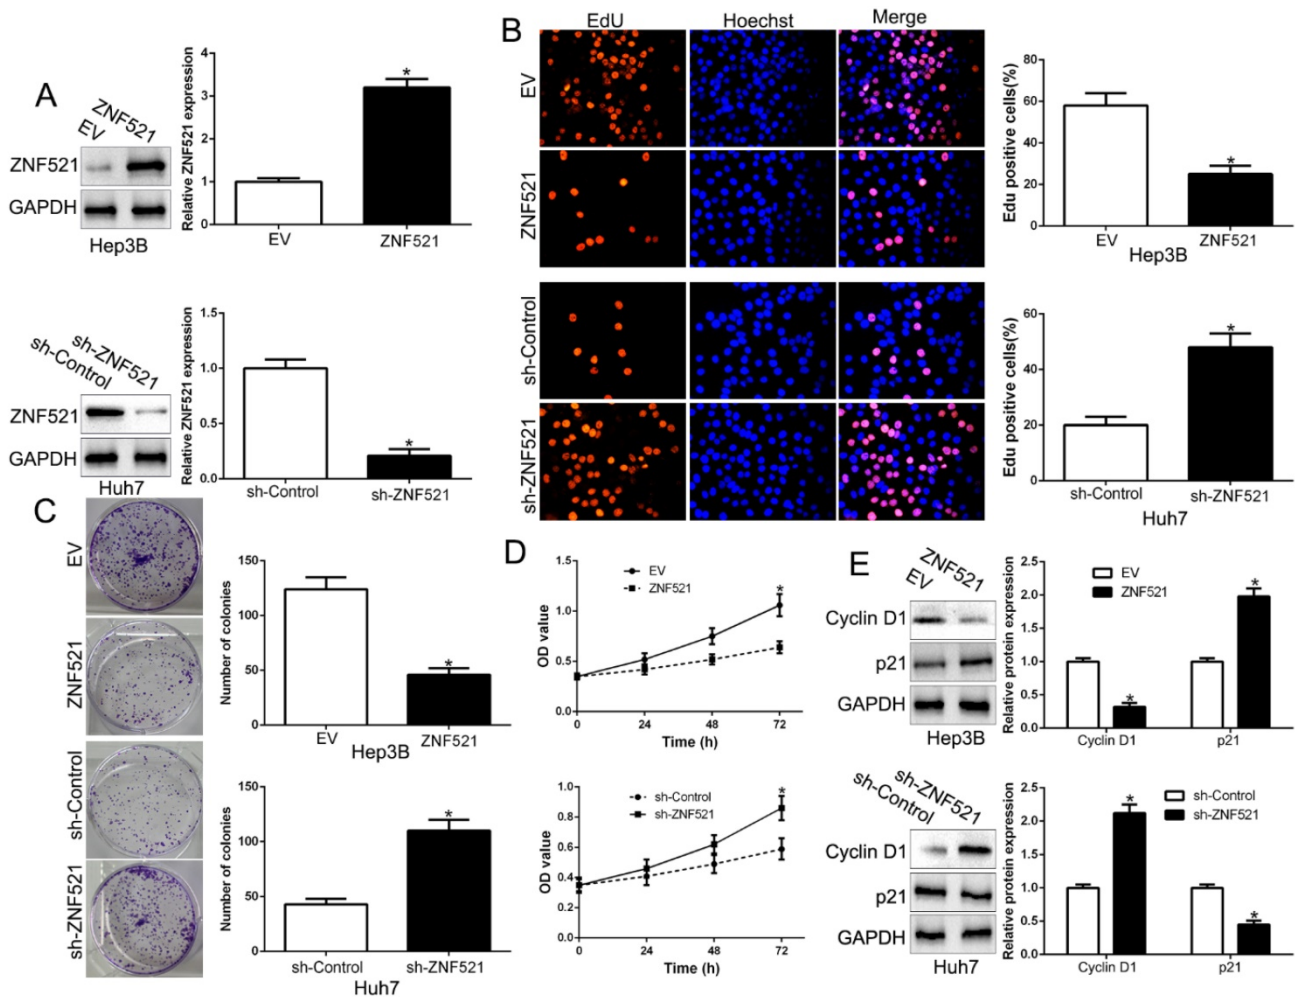 A
EV
ZNF521
ZNF521
GAPDH
Hep3B
Relative ZNF521 expression
4
3
2
1
0
*
EV
ZNF521
sh-Control
sh-ZNF521
ZNF521
GAPDH
Huh7
Relative ZNF521 expression
1.5
1.0
0.5
0.0
*
sh-Control
sh-ZNF521
B
EdU
Hoechst
Merge
EV
ZNF521
sh-Control
sh-ZNF521
Edu positive cells(%)
80
60
40
20
0
*
EV
ZNF521
Hep3B
Edu positive cells(%)
60
40
20
0
*
sh-Control
sh-ZNF521
Huh7
C
EV
ZNF521
sh-Control
sh-ZNF521
Number of colonies
150
100
50
0
*
EV
ZNF521
Hep3B
Number of colonies
150
100
50
0
*
sh-Control
sh-ZNF521
Huh7
D
OD value
1.5
1.0
0.5
0.0
EV
ZNF521
*
0
24
48
72
Time (h)
OD value
1.0
0.8
0.6
0.4
0.2
0.0
sh-Control
sh-ZNF521
*
0
24
48
72
Time (h)
E
EV
ZNF521
Cyclin D1
p21
GAPDH
Hep3B
Relative protein expression
2.5
2.0
1.5
1.0
0.5
0.0
EV
ZNF521
*
*
Cyclin D1
p21
sh-Control
sh-ZNF521
Cyclin D1
p21
GAPDH
Huh7
Relative protein expression
2.5
2.0
1.5
1.0
0.5
0.0
sh-Control
sh-ZNF521
*
*
Cyclin D1
p21